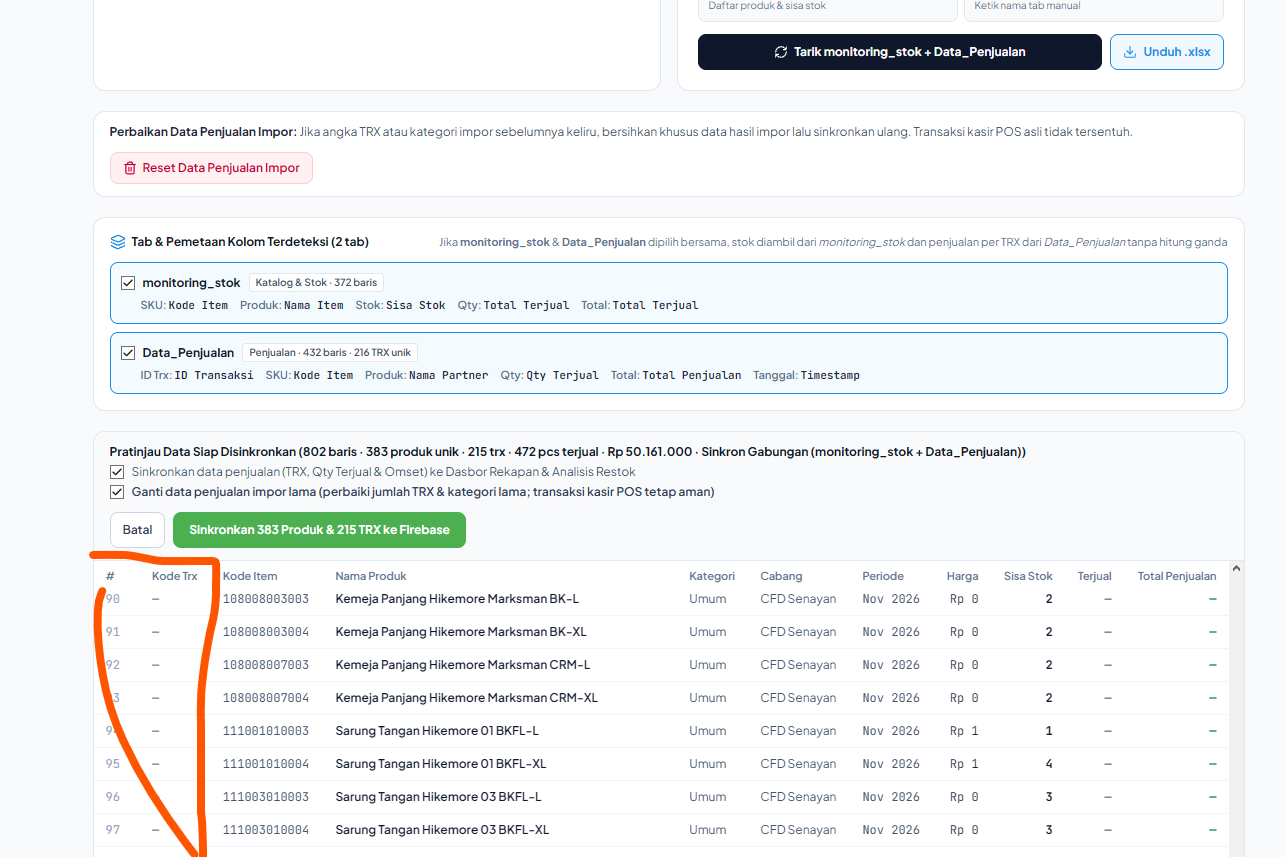 Daftar produk & sisa stok Ketik nama tab manual
Tarik monitoring_stok + Data_Penjualan Unduh .xlsx
Perbaikan Data Penjualan Impor: Jika angka TRX atau kategori impor sebelumnya keliru, bersihkan khusus data hasil impor lalu sinkronkan ulang. Transaksi kasir POS asli tidak tersentuh.
Reset Data Penjualan Impor
Tab & Pemetaan Kolom Terdeteksi (2 tab) Jika monitoring_stok & Data_Penjualan dipilih bersama, stok diambil dari monitoring_stok dan penjualan per TRX dari Data_Penjualan tanpa hitung ganda
monitoring_stok Katalog & Stok · 372 baris
SKU: Kode Item Produk: Nama Item Stok: Sisa Stok Qty: Total Terjual Total: Total Terjual
Data_Penjualan Penjualan · 432 baris · 216 TRX unik
ID Trx: ID Transaksi SKU: Kode Item Produk: Nama Partner Qty: Qty Terjual Total: Total Penjualan Tanggal: Timestamp
Pratinjau Data Siap Disinkronkan (802 baris · 383 produk unik · 215 trx · 472 pcs terjual · Rp 50.161.000 · Sinkron Gabungan (monitoring_stok + Data_Penjualan))
Sinkronkan data penjualan (TRX, Qty Terjual & Omset) ke Dasbor Rekapan & Analisis Restok
Ganti data penjualan impor lama (perbaiki jumlah TRX & kategori lama; transaksi kasir POS tetap aman)
Batal Sinkronkan 383 Produk & 215 TRX ke Firebase
# Kode Trx Kode Item Nama Produk Kategori Cabang Periode Harga Sisa Stok Terjual Total Penjualan
90 – 108008003003 Kemeja Panjang Hikemore Marksman BK-L Umum CFD Senayan Nov 2026 Rp 0 2 – –
91 – 108008003004 Kemeja Panjang Hikemore Marksman BK-XL Umum CFD Senayan Nov 2026 Rp 0 2 – –
92 – 108008007003 Kemeja Panjang Hikemore Marksman CRM-L Umum CFD Senayan Nov 2026 Rp 0 2 – –
– 108008007004 Kemeja Panjang Hikemore Marksman CRM-XL Umum CFD Senayan Nov 2026 Rp 0 2 – –
– 111001010003 Sarung Tangan Hikemore 01 BKFL-L Umum CFD Senayan Nov 2026 Rp 1 1 – –
95 – 111001010004 Sarung Tangan Hikemore 01 BKFL-XL Umum CFD Senayan Nov 2026 Rp 1 4 – –
96 – 111003010003 Sarung Tangan Hikemore 03 BKFL-L Umum CFD Senayan Nov 2026 Rp 0 3 – –
97 – 111003010004 Sarung Tangan Hikemore 03 BKFL-XL Umum CFD Senayan Nov 2026 Rp 0 3 – –